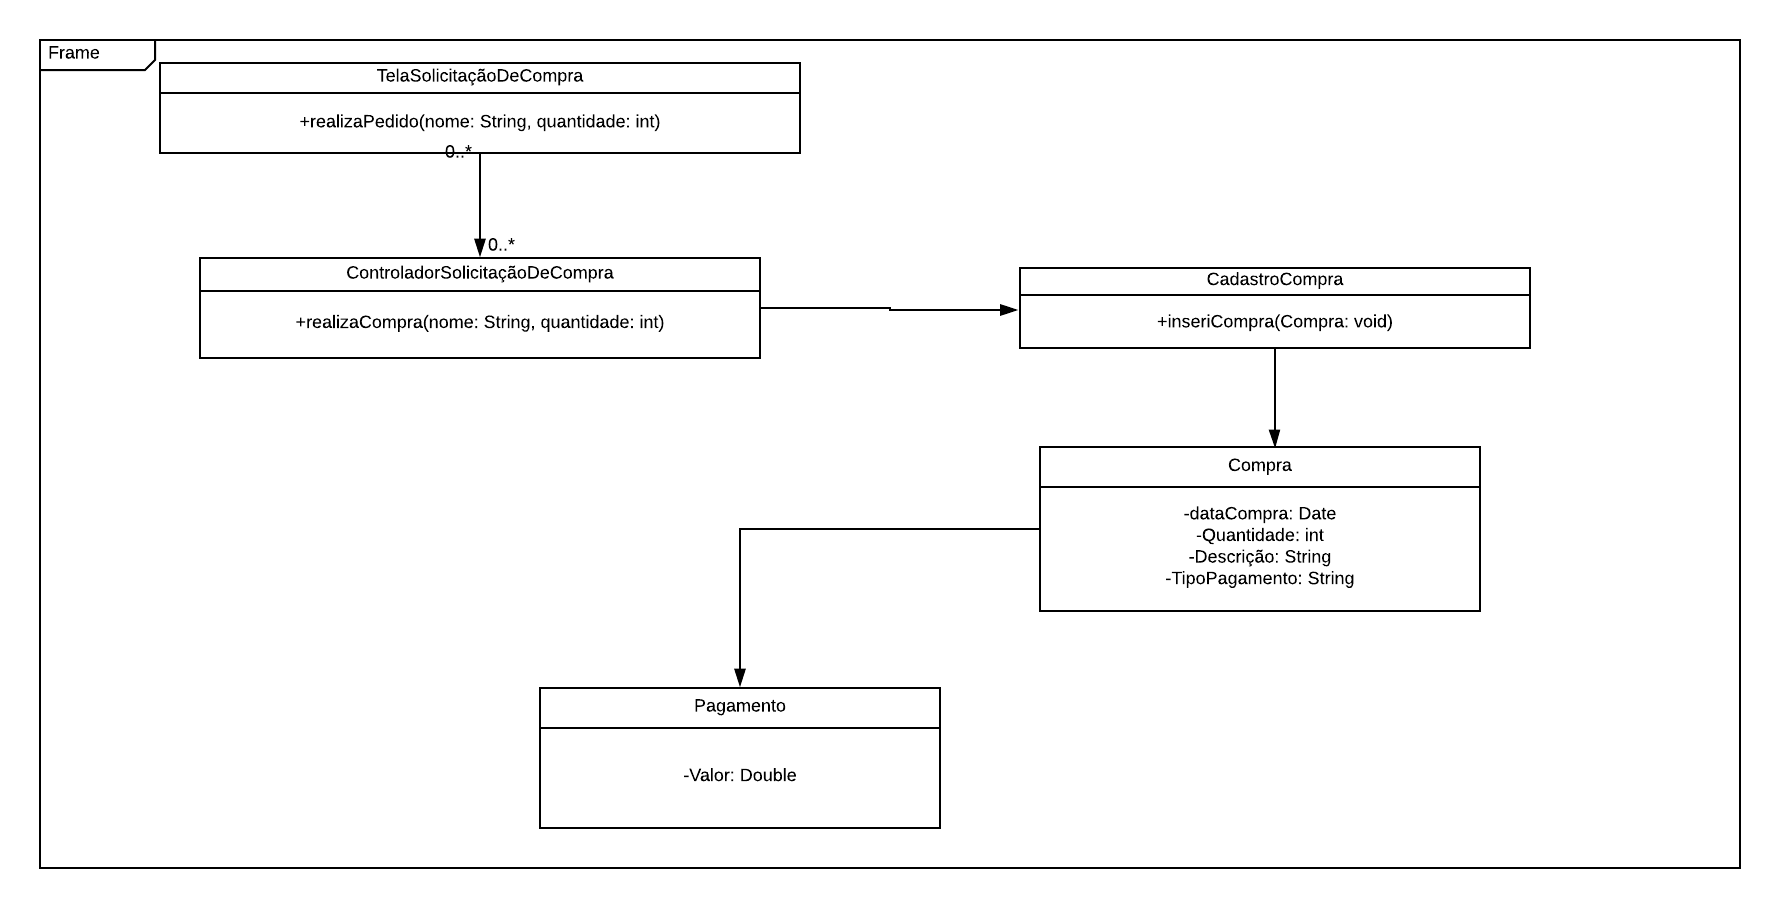 Frame
TelaSolicitaçãoDeCompra
+realizaPedido(nome: String, quantidade: int)
0..*
0..*
ControladorSolicitaçãoDeCompra
+realizaCompra(nome: String, quantidade: int)
CadastroCompra
+inseriCompra(Compra: void)
Compra
-dataCompra: Date
-Quantidade: int
-Descrição: String
-TipoPagamento: String
Pagamento
-Valor: Double